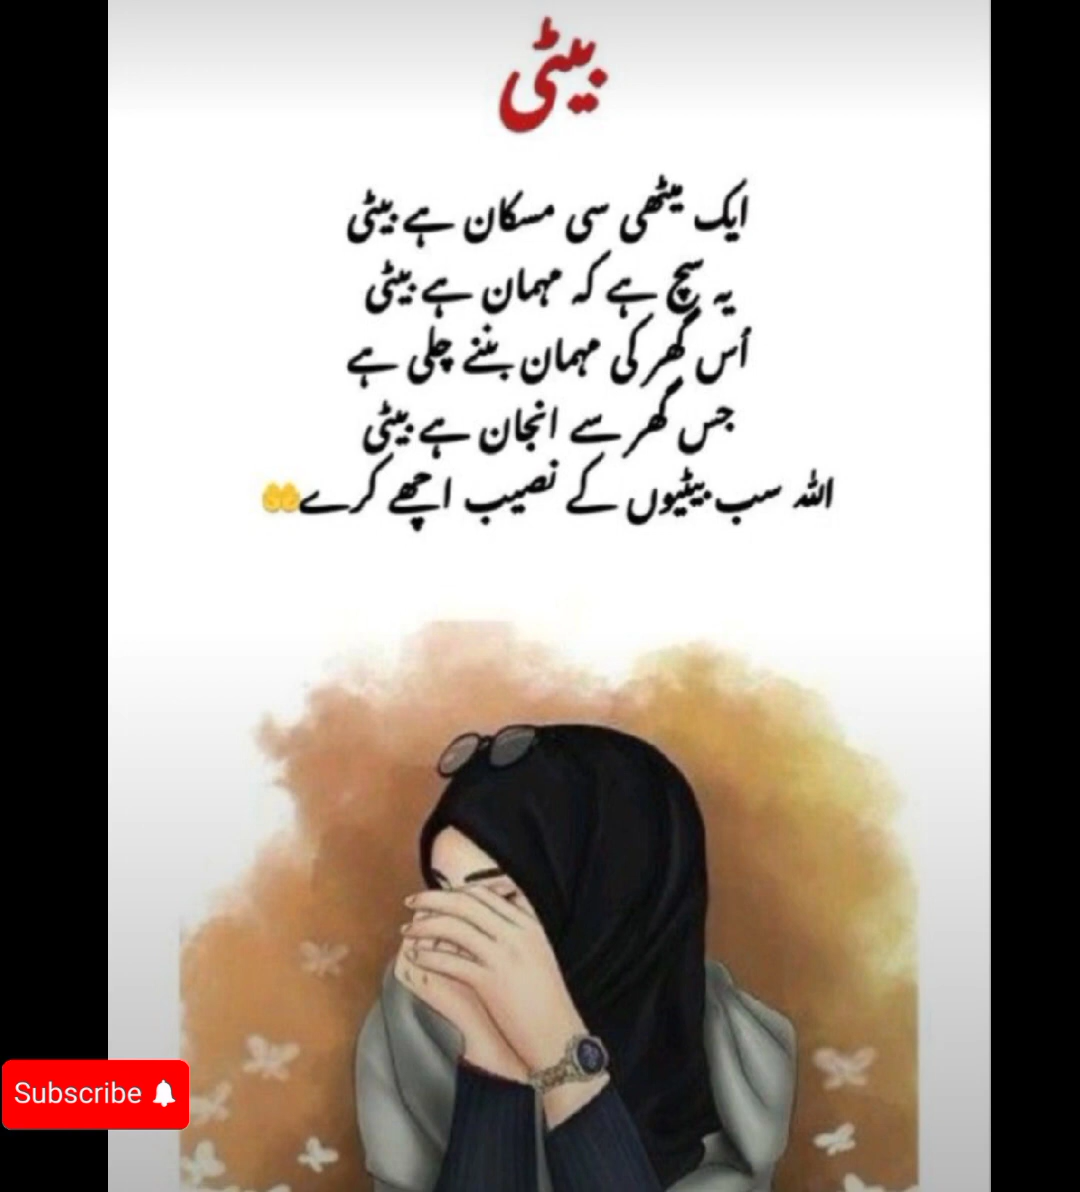 بیٹی
ایک میٹھی سی مسکان ہے بیٹی
یہ سچ ہے کہ مہمان ہے بیٹی
اُس گھر کی مہمان بننے چلی ہے
جس گھر سے انجان ہے بیٹی
اللہ سب بیٹیوں کے نصیب اچھے کرے🤲
Subscribe 🔔